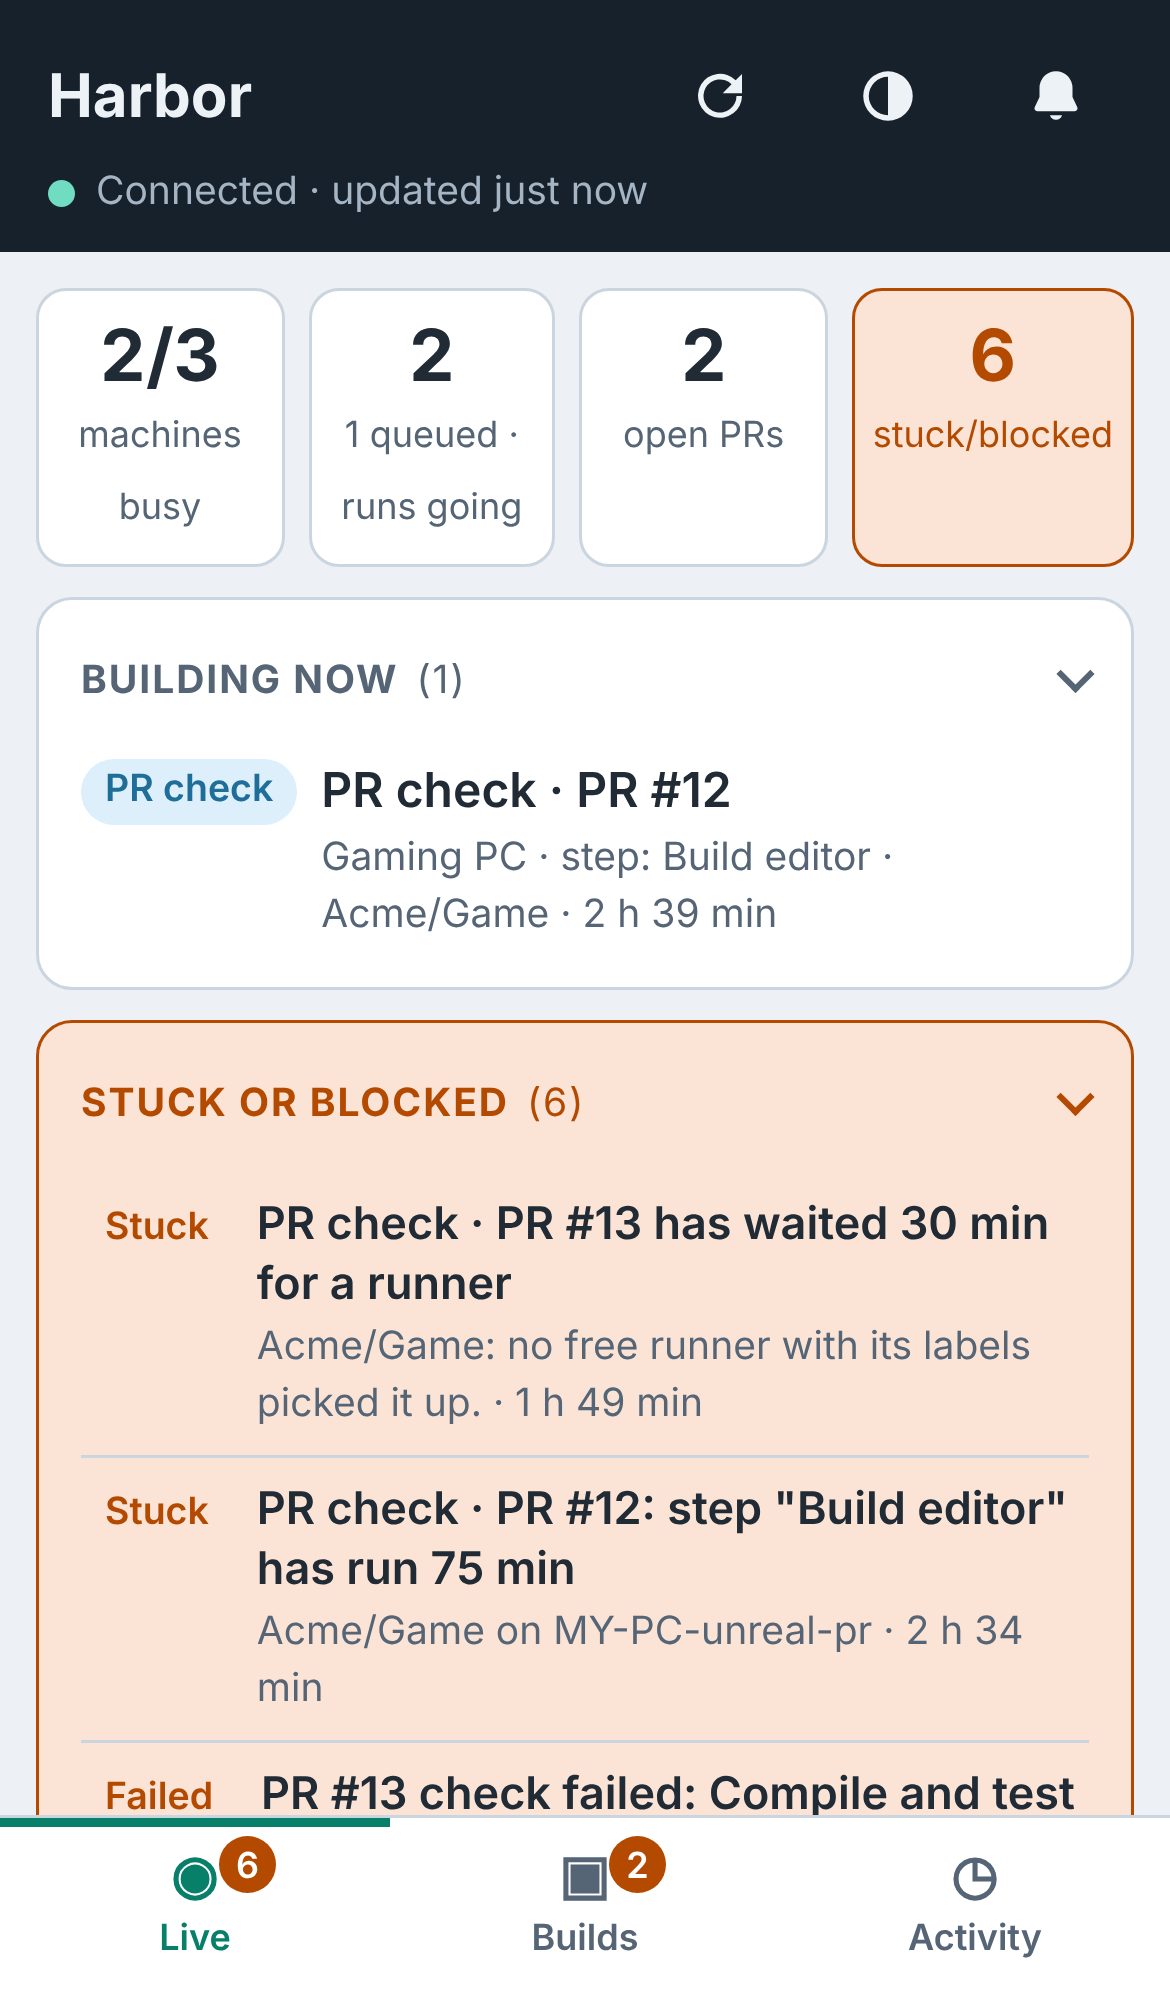 Harbor
Connected · updated just now
2/3
machines
busy
2
1 queued ·
runs going
2
open PRs
6
stuck/blocked
BUILDING NOW (1)
PR check
PR check · PR #12
Gaming PC · step: Build editor ·
Acme/Game · 2 h 39 min
STUCK OR BLOCKED (6)
Stuck
PR check · PR #13 has waited 30 min
for a runner
Acme/Game: no free runner with its labels
picked it up. · 1 h 49 min
Stuck
PR check · PR #12: step "Build editor"
has run 75 min
Acme/Game on MY-PC-unreal-pr · 2 h 34
min
Failed
PR #13 check failed: Compile and test
6
Live
2
Builds
Activity